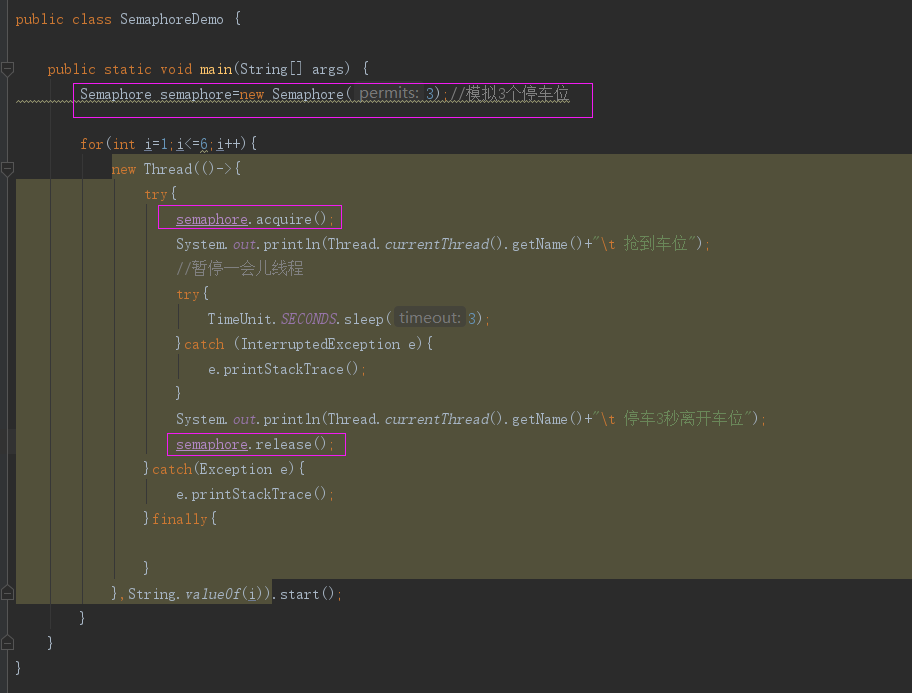 public class SemaphoreDemo {
public static void main(String[] args) {
Semaphore semaphore=new Semaphore( permits: 3);//模拟3个停车位
for(int i=1;i<=6;i++){
new Thread(()->{
try{
semaphore.acquire();
System.out.println(Thread.currentThread().getName()+"\t 抢到车位");
//暂停一会儿线程
try{
TimeUnit.SECONDS.sleep( timeout: 3);
}catch (InterruptedException e){
e.printStackTrace();
}
System.out.println(Thread.currentThread().getName()+"\t 停车3秒离开车位");
semaphore.release();
}catch(Exception e){
e.printStackTrace();
}finally{
}
},String.valueOf(i)).start();
}
}
}